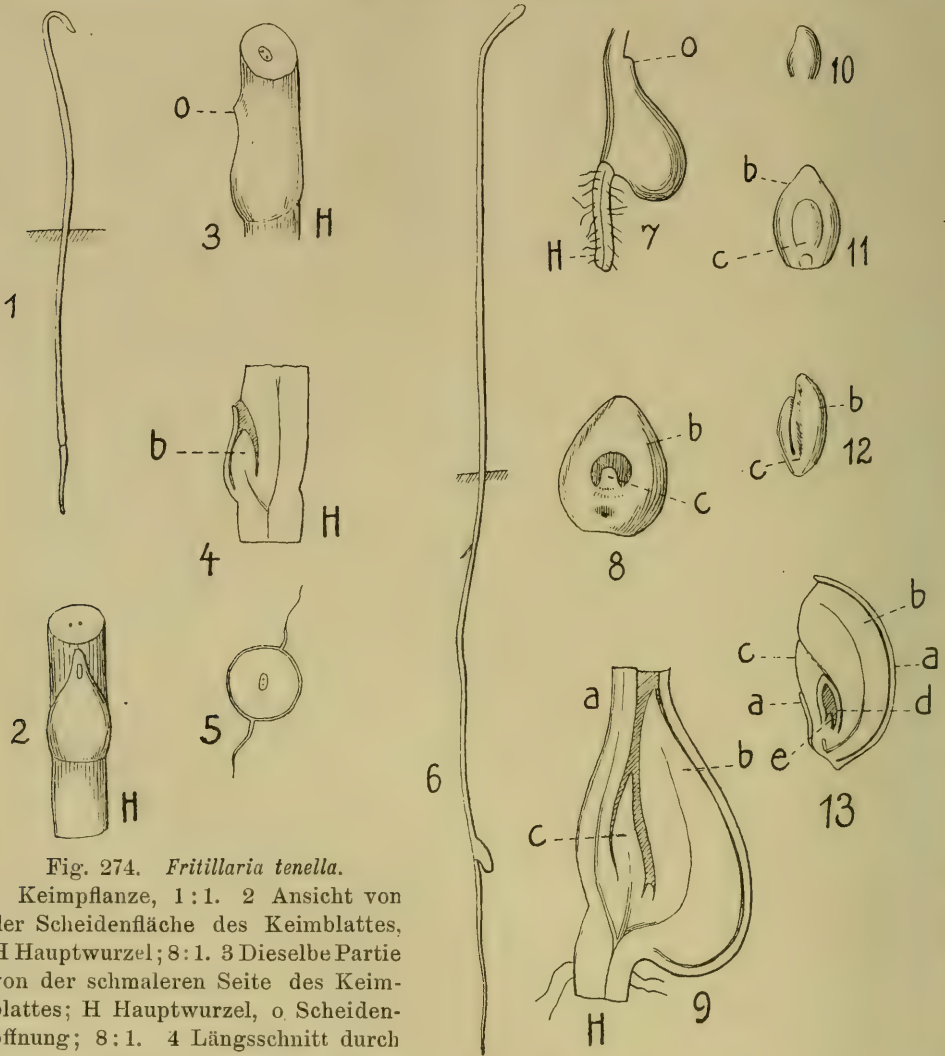 1
2
H
3
o
H
4
b
H
5
6
7
o
H
8
b
c
9
a
b
c
H
10
11
b
c
12
b
c
13
b
c
a
a
d
e
Fig. 274. Fritillaria tenella.
Keimpflanze, 1:1. 2 Ansicht von
der Scheidenfläche des Keimblattes,
H Hauptwurzel; 8:1. 3 Dieselbe Partie
von der schmaleren Seite des Keim-
blattes; H Hauptwurzel, o Scheiden-
öffnung; 8:1. 4 Längsschnitt durch